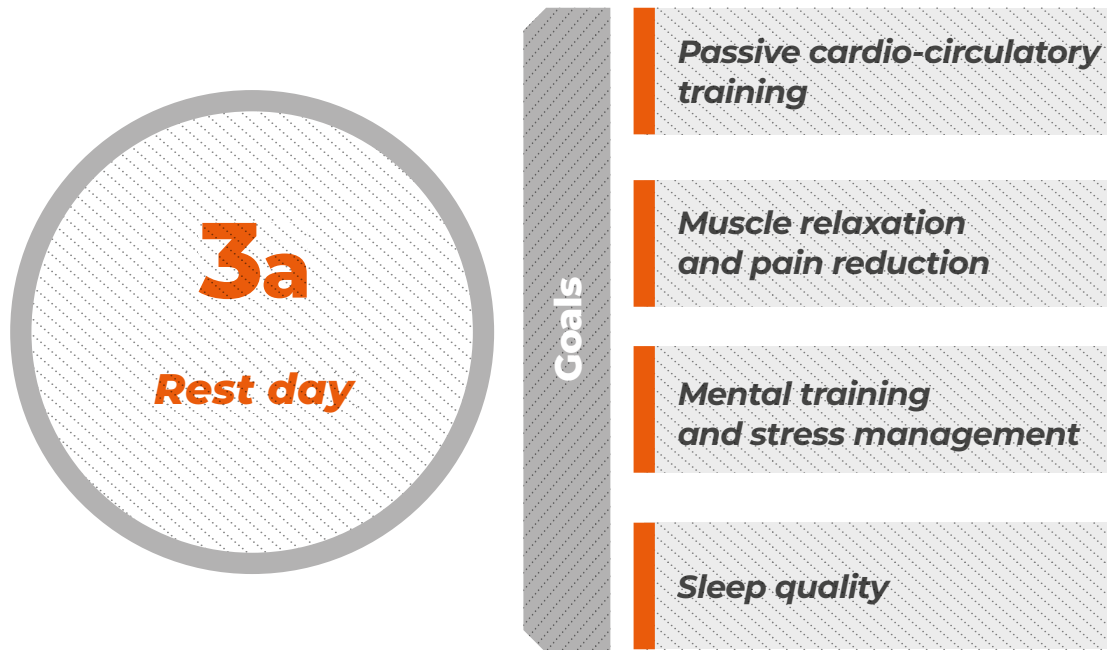 3a
Rest day
Goals
Passive cardio-circulatory
training
Muscle relaxation
and pain reduction
Mental training
and stress management
Sleep quality